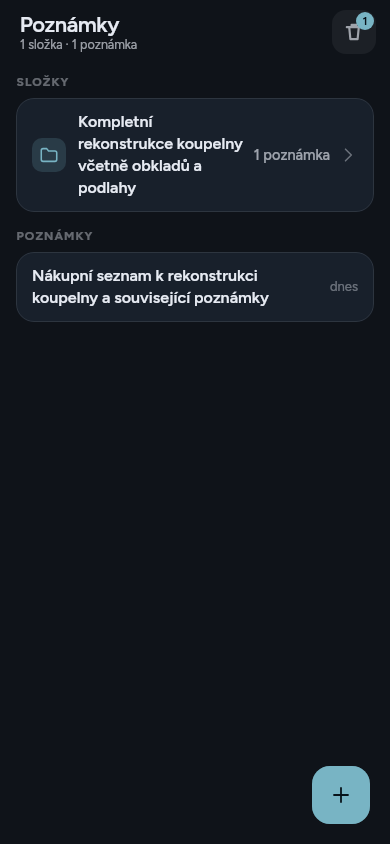 Poznámky
1 složka · 1 poznámka
1
SLOŽKY
Kompletní
rekonstrukce koupelny
včetně obkladů a
podlahy
1 poznámka
POZNÁMKY
Nákupní seznam k rekonstrukci
koupelny a související poznámky
dnes